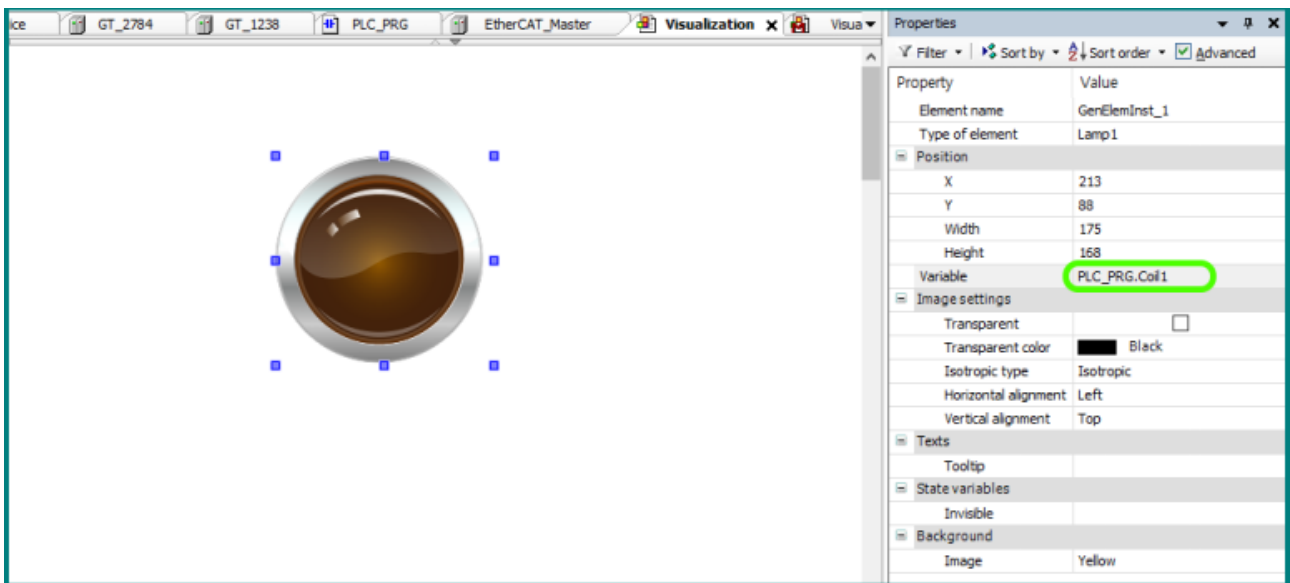 ice GT_2784 GT_1238 PLC_PRG EtherCAT_Master Visualization Visua
Properties
Filter Sort by Sort order Advanced
Property Value
Element name GenElemInst_1
Type of element Lamp1
Position
X 213
Y 88
Width 175
Height 168
Variable PLC_PRG.Coil1
Image settings
Transparent
Transparent color Black
Isotropic type Isotropic
Horizontal alignment Left
Vertical alignment Top
Texts
Tooltip
State variables
Invisible
Background
Image Yellow